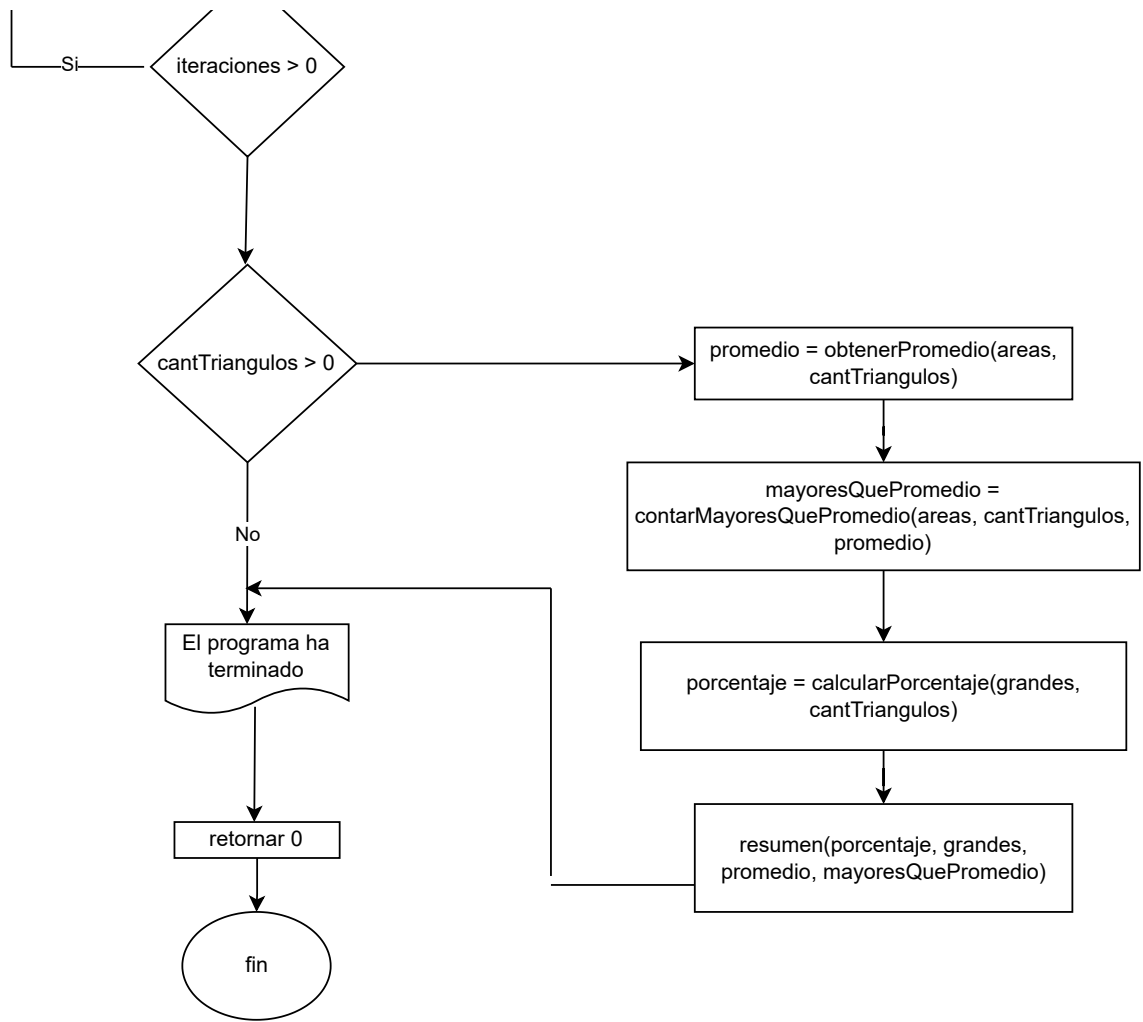 Si
iteraciones > 0
cantTriangulos > 0
promedio = obtenerPromedio(areas,
cantTriangulos)
mayoresQuePromedio =
contarMayoresQuePromedio(areas, cantTriangulos,
promedio)
No
El programa ha
terminado
porcentaje = calcularPorcentaje(grandes,
cantTriangulos)
retornar 0
resumen(porcentaje, grandes,
promedio, mayoresQuePromedio)
fin